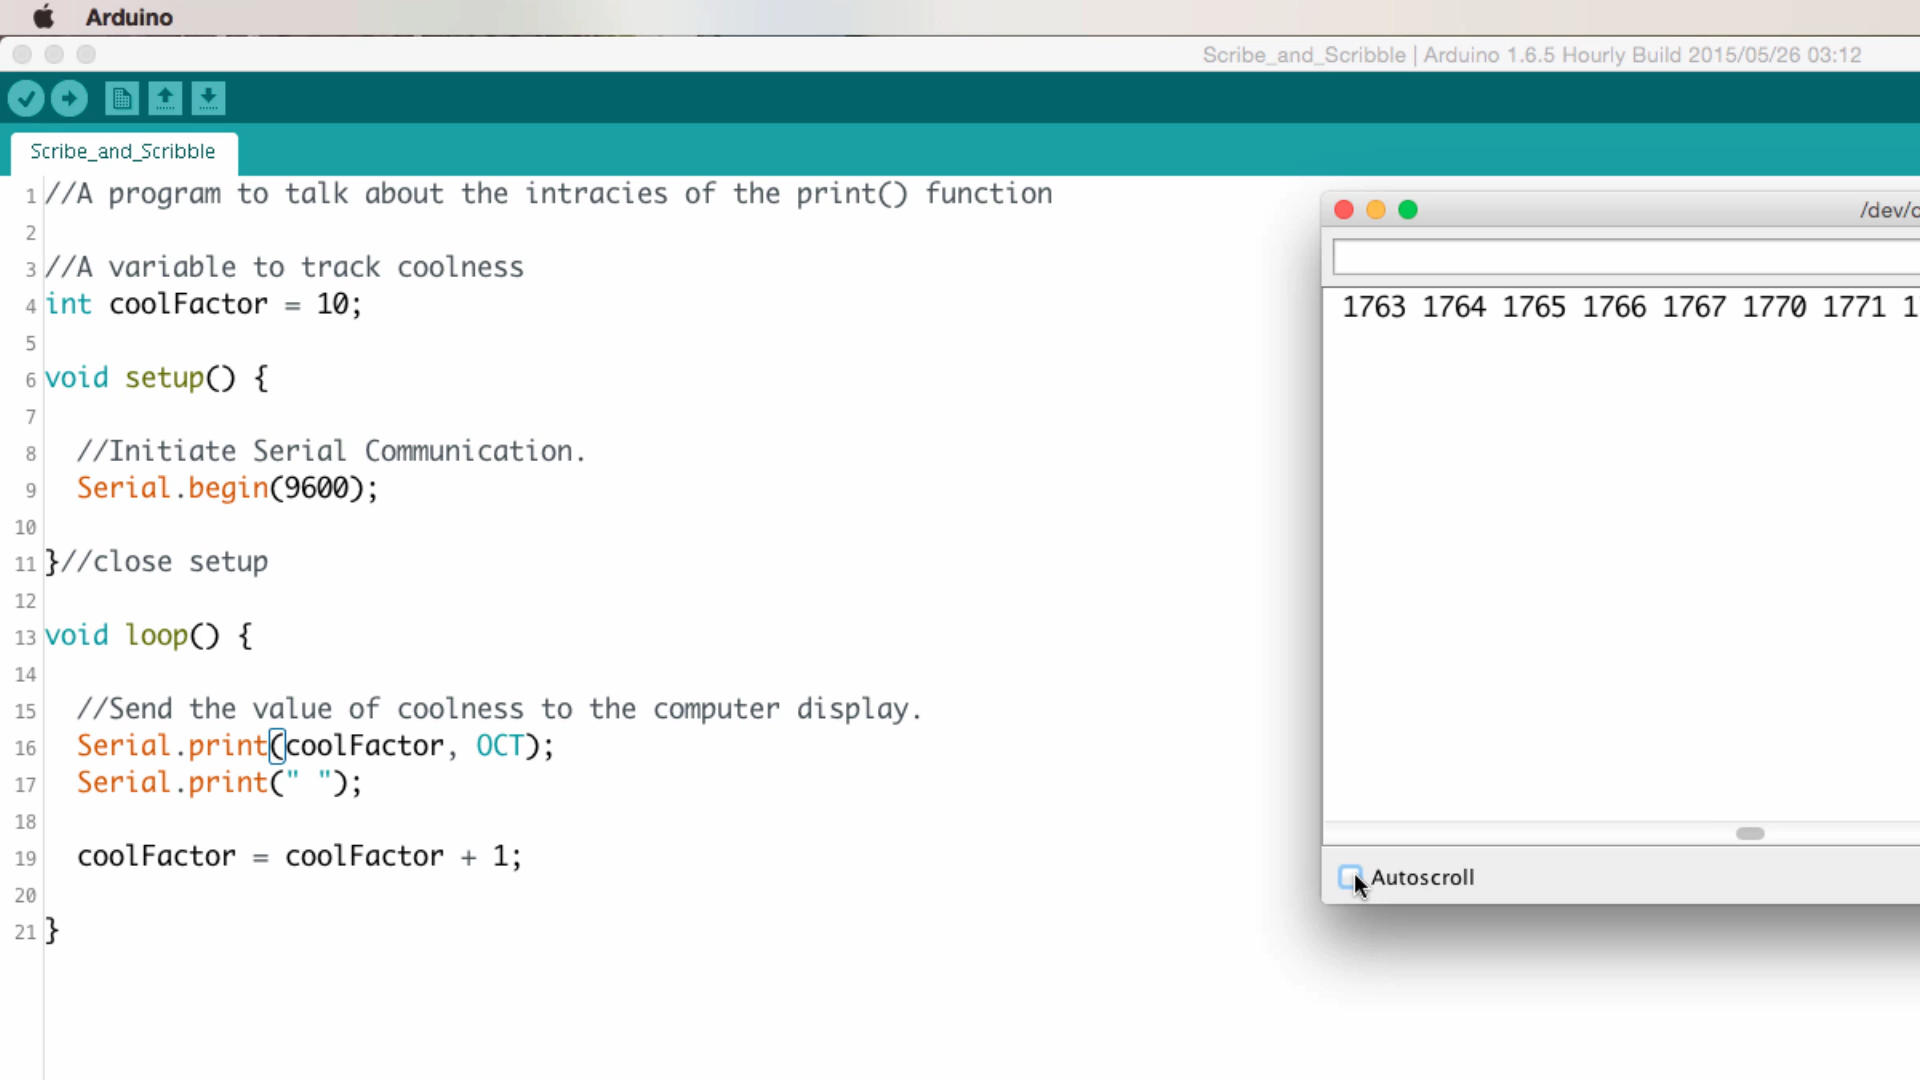 Arduino
Scribe_and_Scribble | Arduino 1.6.5 Hourly Build 2015/05/26 03:12
Scribe_and_Scribble
1 //A program to talk about the intracies of the print() function
2
3 //A variable to track coolness
4 int coolFactor = 10;
5
6 void setup() {
7
8 //Initiate Serial Communication.
9 Serial.begin(9600);
10
11 }//close setup
12
13 void loop() {
14
15 //Send the value of coolness to the computer display.
16 Serial.print(coolFactor, OCT);
17 Serial.print(" ");
18
19 coolFactor = coolFactor + 1;
20
21 }
/dev/c
1763 1764 1765 1766 1767 1770 1771 1
Autoscroll